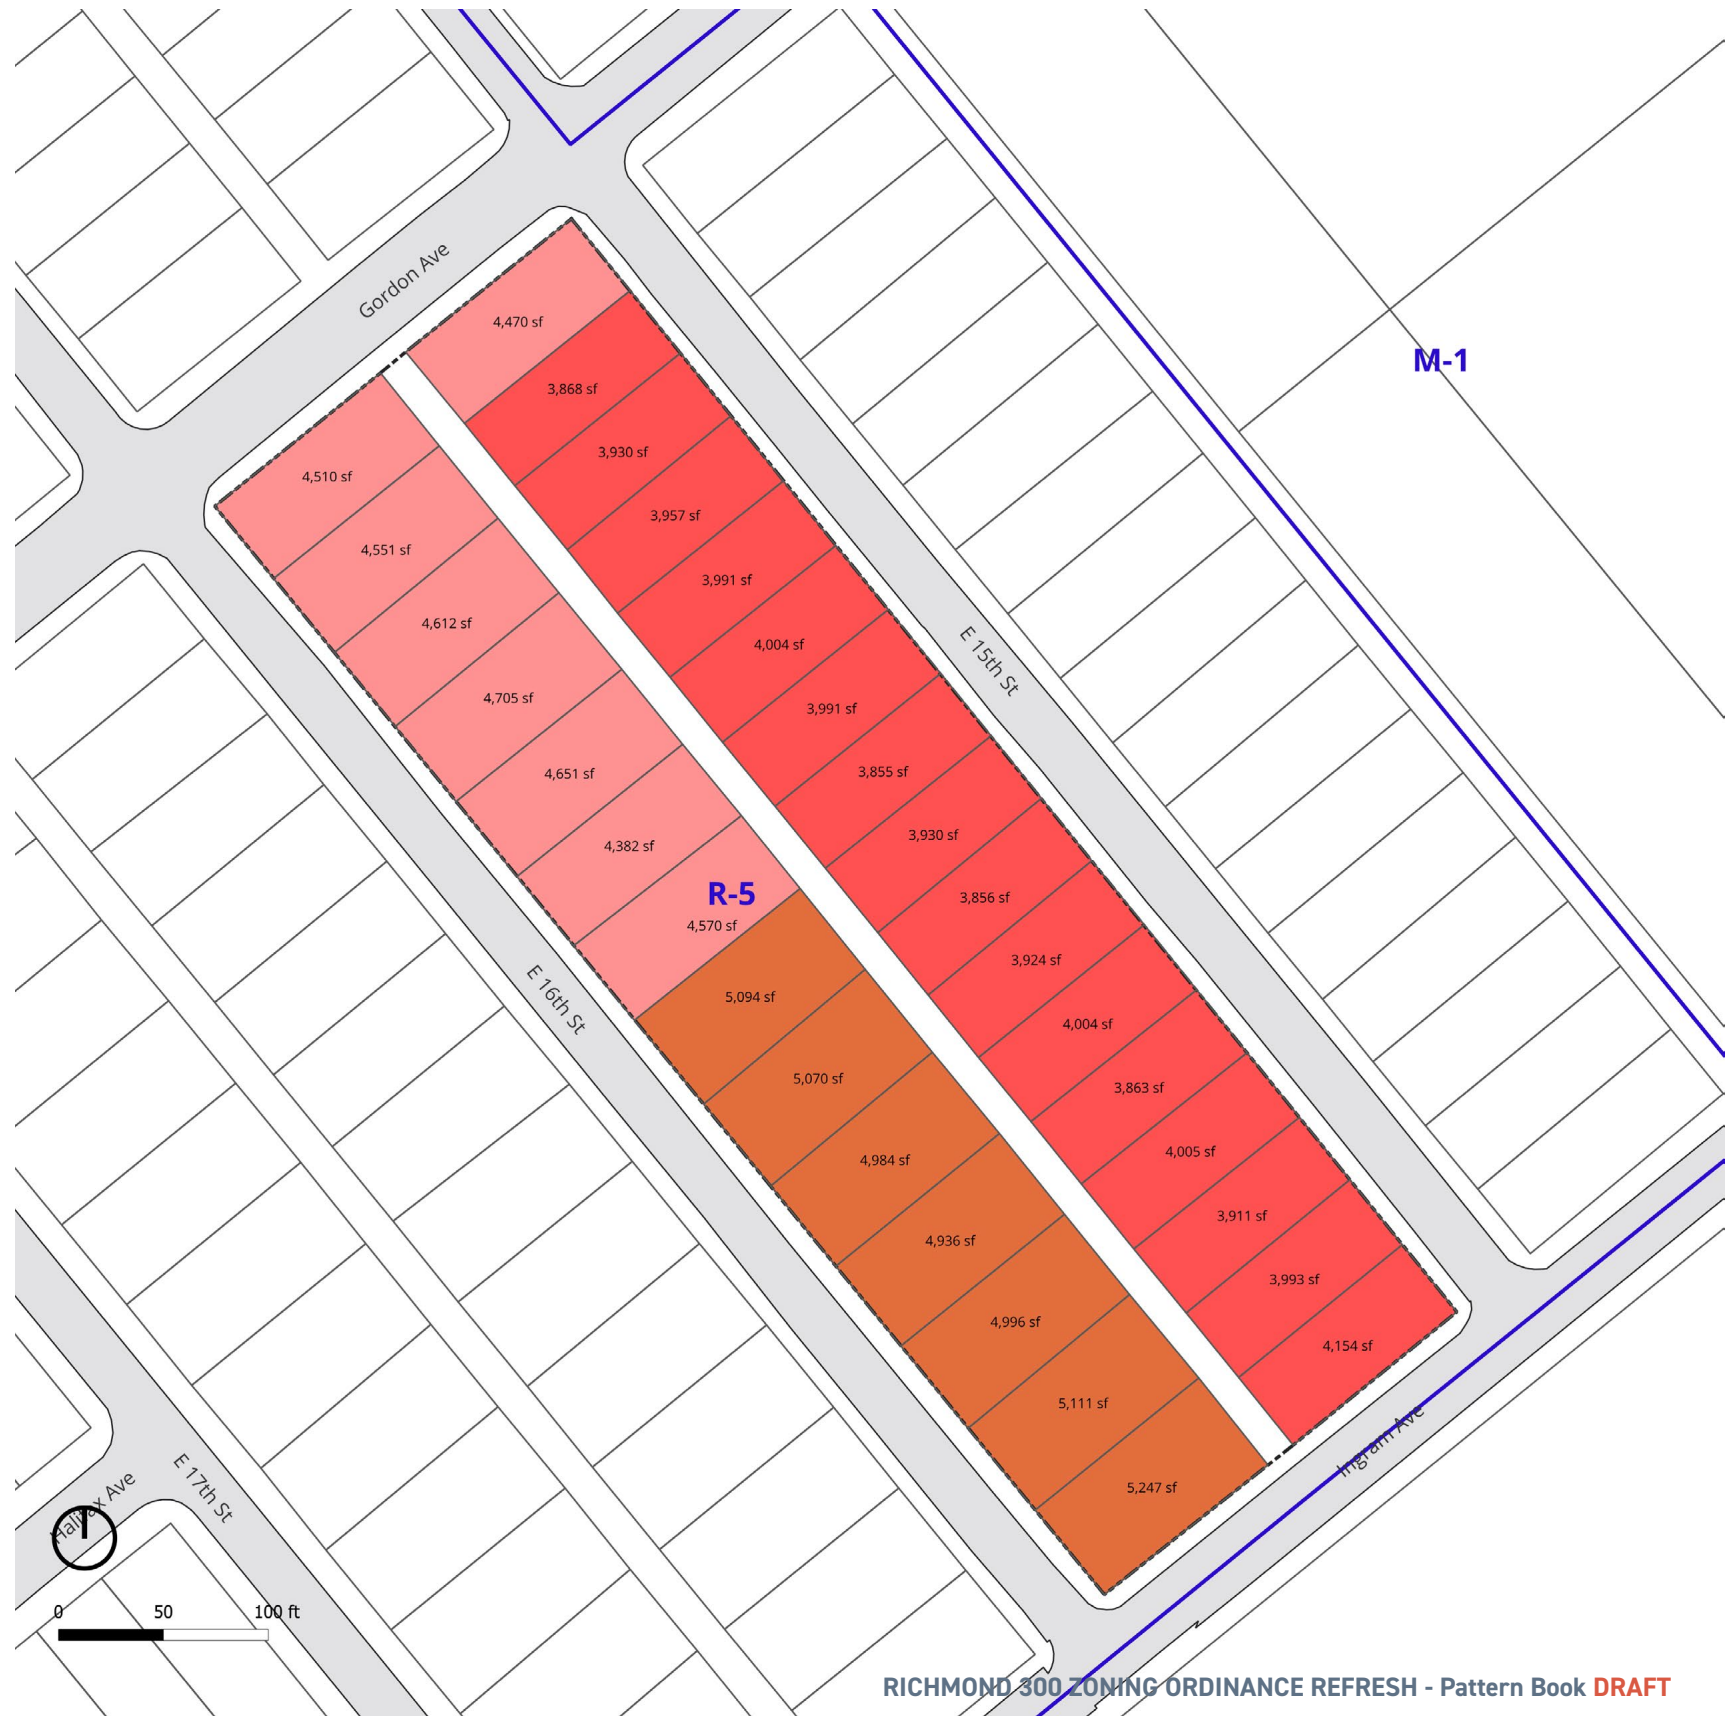 Gordon Ave
M-1
4,470 sf
3,868 sf
3,930 sf
4,510 sf
3,957 sf
4,551 sf
3,991 sf
4,612 sf
4,004 sf
E 15th St
4,705 sf
3,991 sf
4,651 sf
3,855 sf
4,382 sf
3,930 sf
R-5
3,856 sf
4,570 sf
3,924 sf
5,094 sf
E 16th St
4,004 sf
5,070 sf
3,863 sf
4,984 sf
4,005 sf
3,911 sf
4,936 sf
3,993 sf
4,996 sf
4,154 sf
5,111 sf
Ingram Ave
5,247 sf
E 17th St
Halifax Ave
0 50 100 ft
RICHMOND 300 ZONING ORDINANCE REFRESH - Pattern Book DRAFT